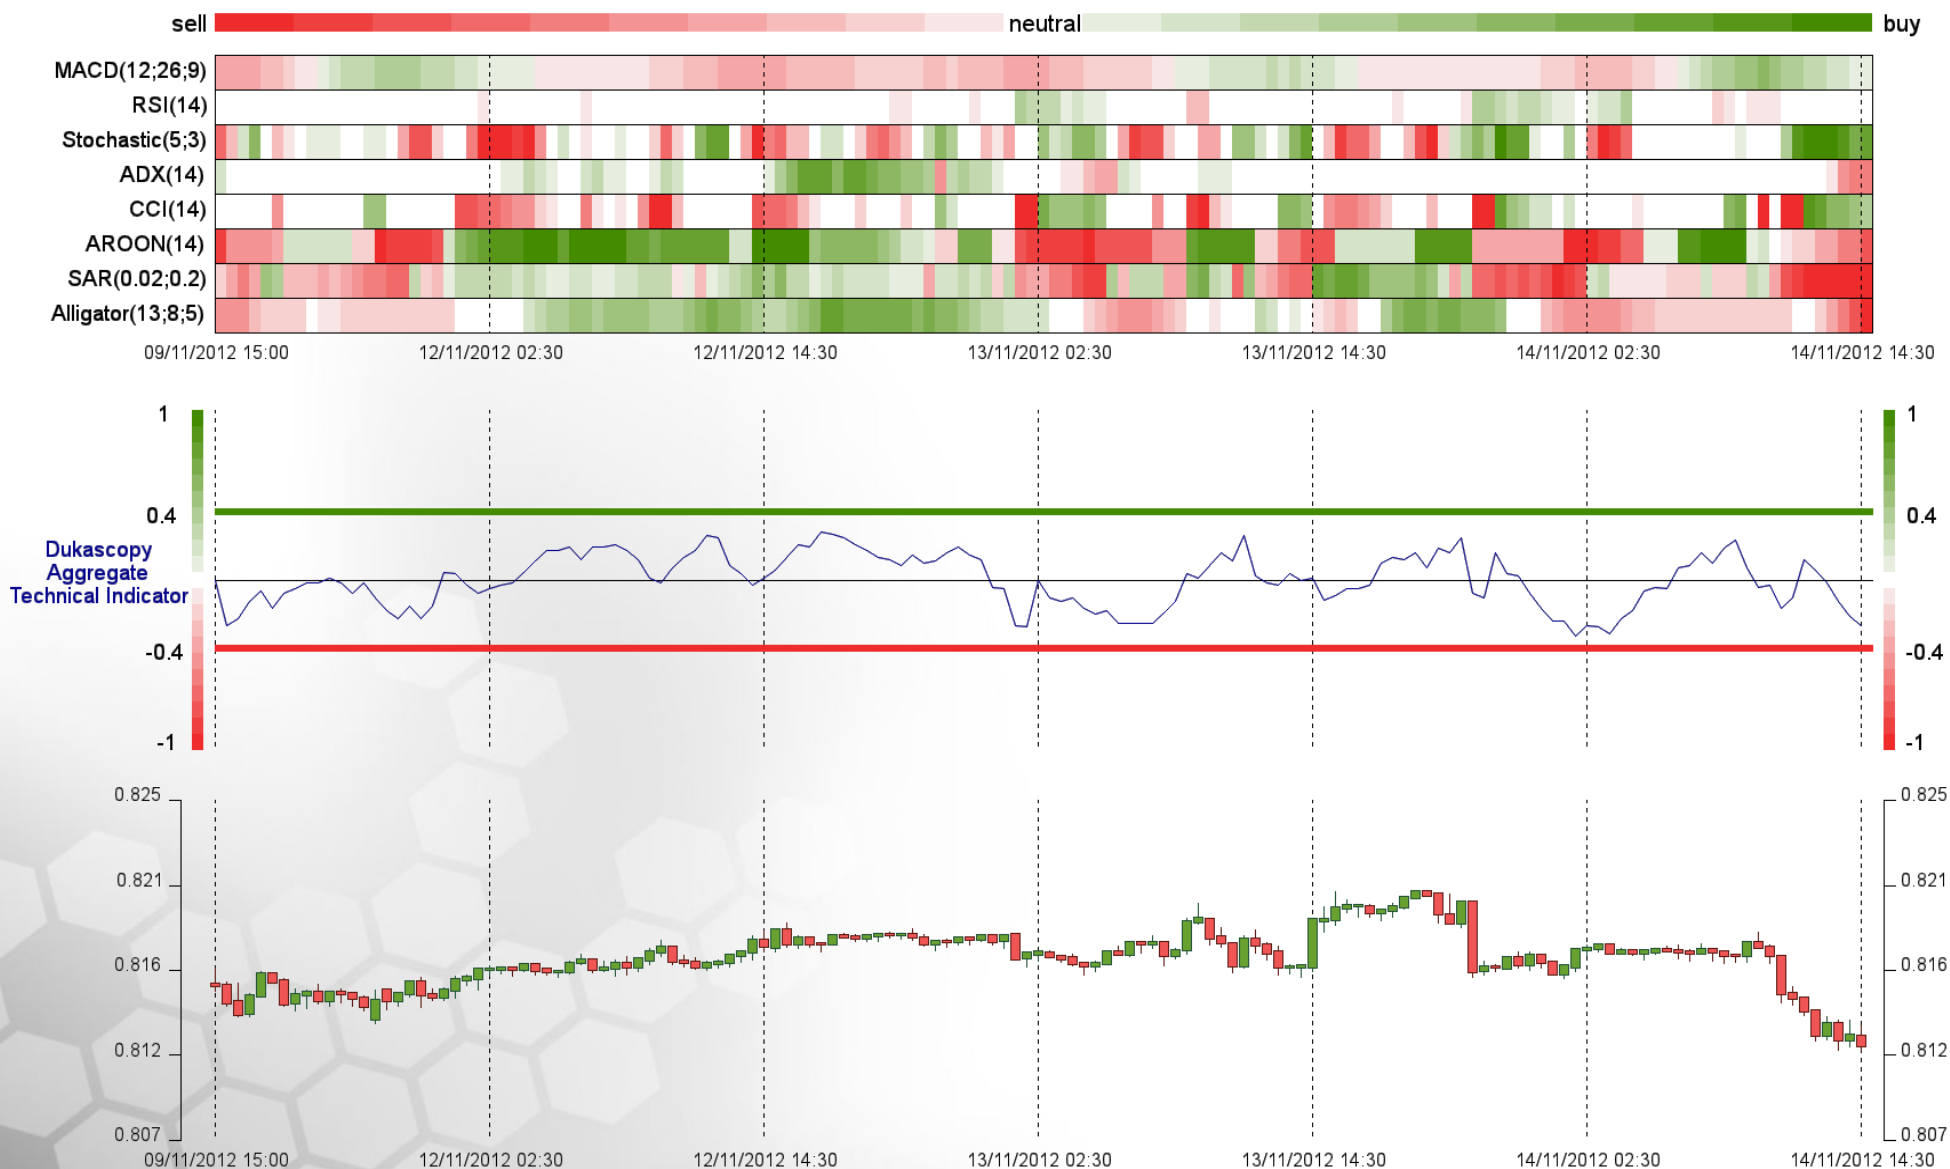 sell neutral buy
MACD(12;26;9)
RSI(14)
Stochastic(5;3)
ADX(14)
CCI(14)
AROON(14)
SAR(0.02;0.2)
Alligator(13;8;5)
09/11/2012 15:00 12/11/2012 02:30 12/11/2012 14:30 13/11/2012 02:30 13/11/2012 14:30 14/11/2012 02:30 14/11/2012 14:30
1 1
0.4 0.4
Dukascopy
Aggregate
Technical Indicator
-0.4 -0.4
-1 -1
0.825 0.825
0.821 0.821
0.816 0.816
0.812 0.812
0.807 0.807
09/11/2012 15:00 12/11/2012 02:30 12/11/2012 14:30 13/11/2012 02:30 13/11/2012 14:30 14/11/2012 02:30 14/11/2012 14:30